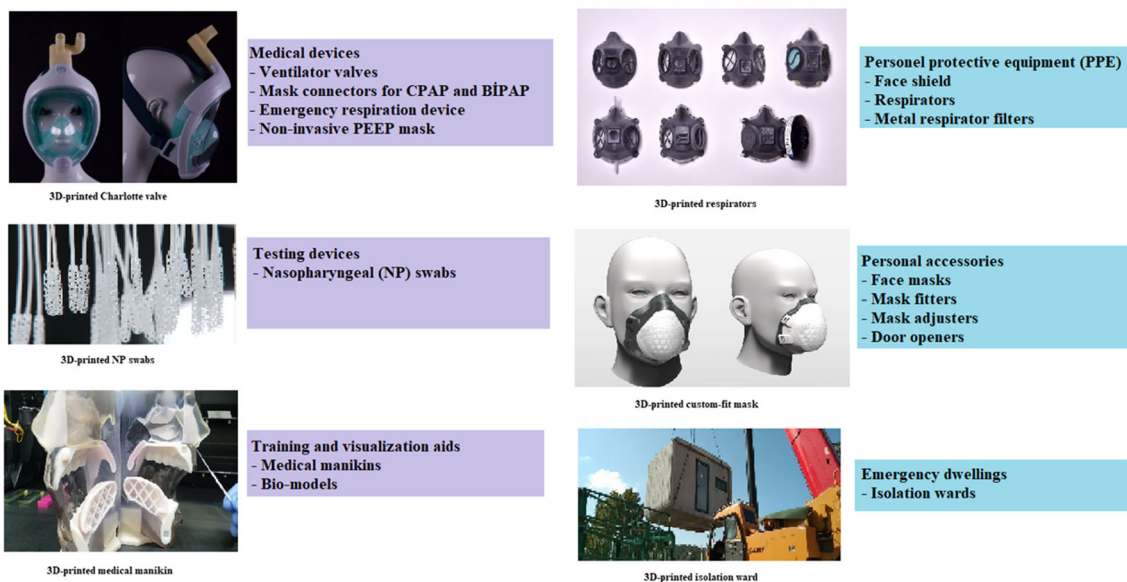 Medical devices
- Ventilator valves
- Mask connectors for CPAP and BİPAP
- Emergency respiration device
- Non-invasive PEEP mask
3D-printed Charlotte valve
Personel protective equipment (PPE)
- Face shield
- Respirators
- Metal respirator filters
3D-printed respirators
Testing devices
- Nasopharyngeal (NP) swabs
3D-printed NP swabs
Personal accessories
- Face masks
- Mask fitters
- Mask adjusters
- Door openers
3D-printed custom-fit mask
Training and visualization aids
- Medical manikins
- Bio-models
3D-printed medical manikin
Emergency dwellings
- Isolation wards
3D-printed isolation ward